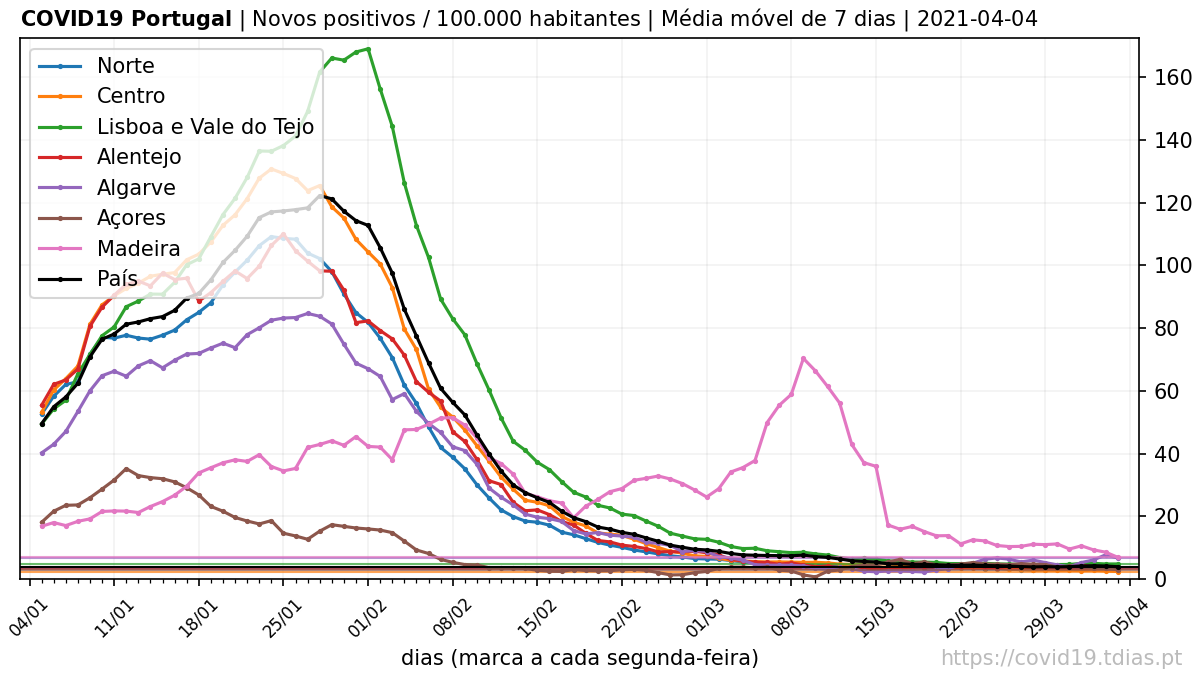 COVID19 Portugal | Novos positivos / 100.000 habitantes | Média móvel de 7 dias | 2021-04-04
Norte
Centro
Lisboa e Vale do Tejo
Alentejo
Algarve
Açores
Madeira
País
160
140
120
100
80
60
40
20
0
04/01
11/01
18/01
25/01
01/02
08/02
15/02
22/02
01/03
08/03
15/03
22/03
29/03
05/04
dias (marca a cada segunda-feira)
https://covid19.tdias.pt